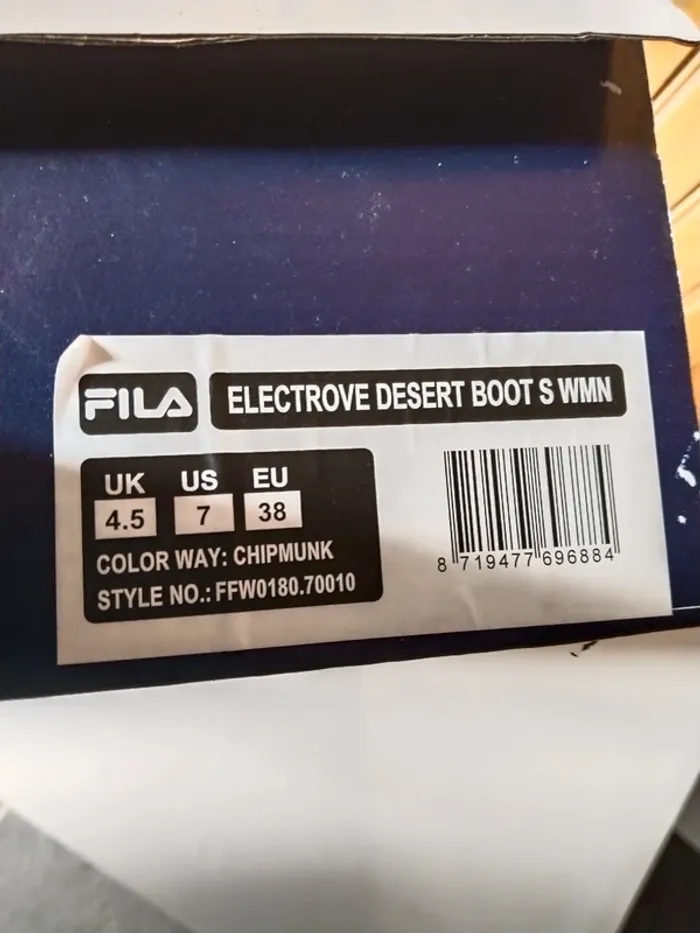 FILA
ELECTROVE DESERT BOOT S WMN
UK US EU
4.5 7 38
COLOR WAY: CHIPMUNK
STYLE NO.: FFW0180.70010
8 719477 696884